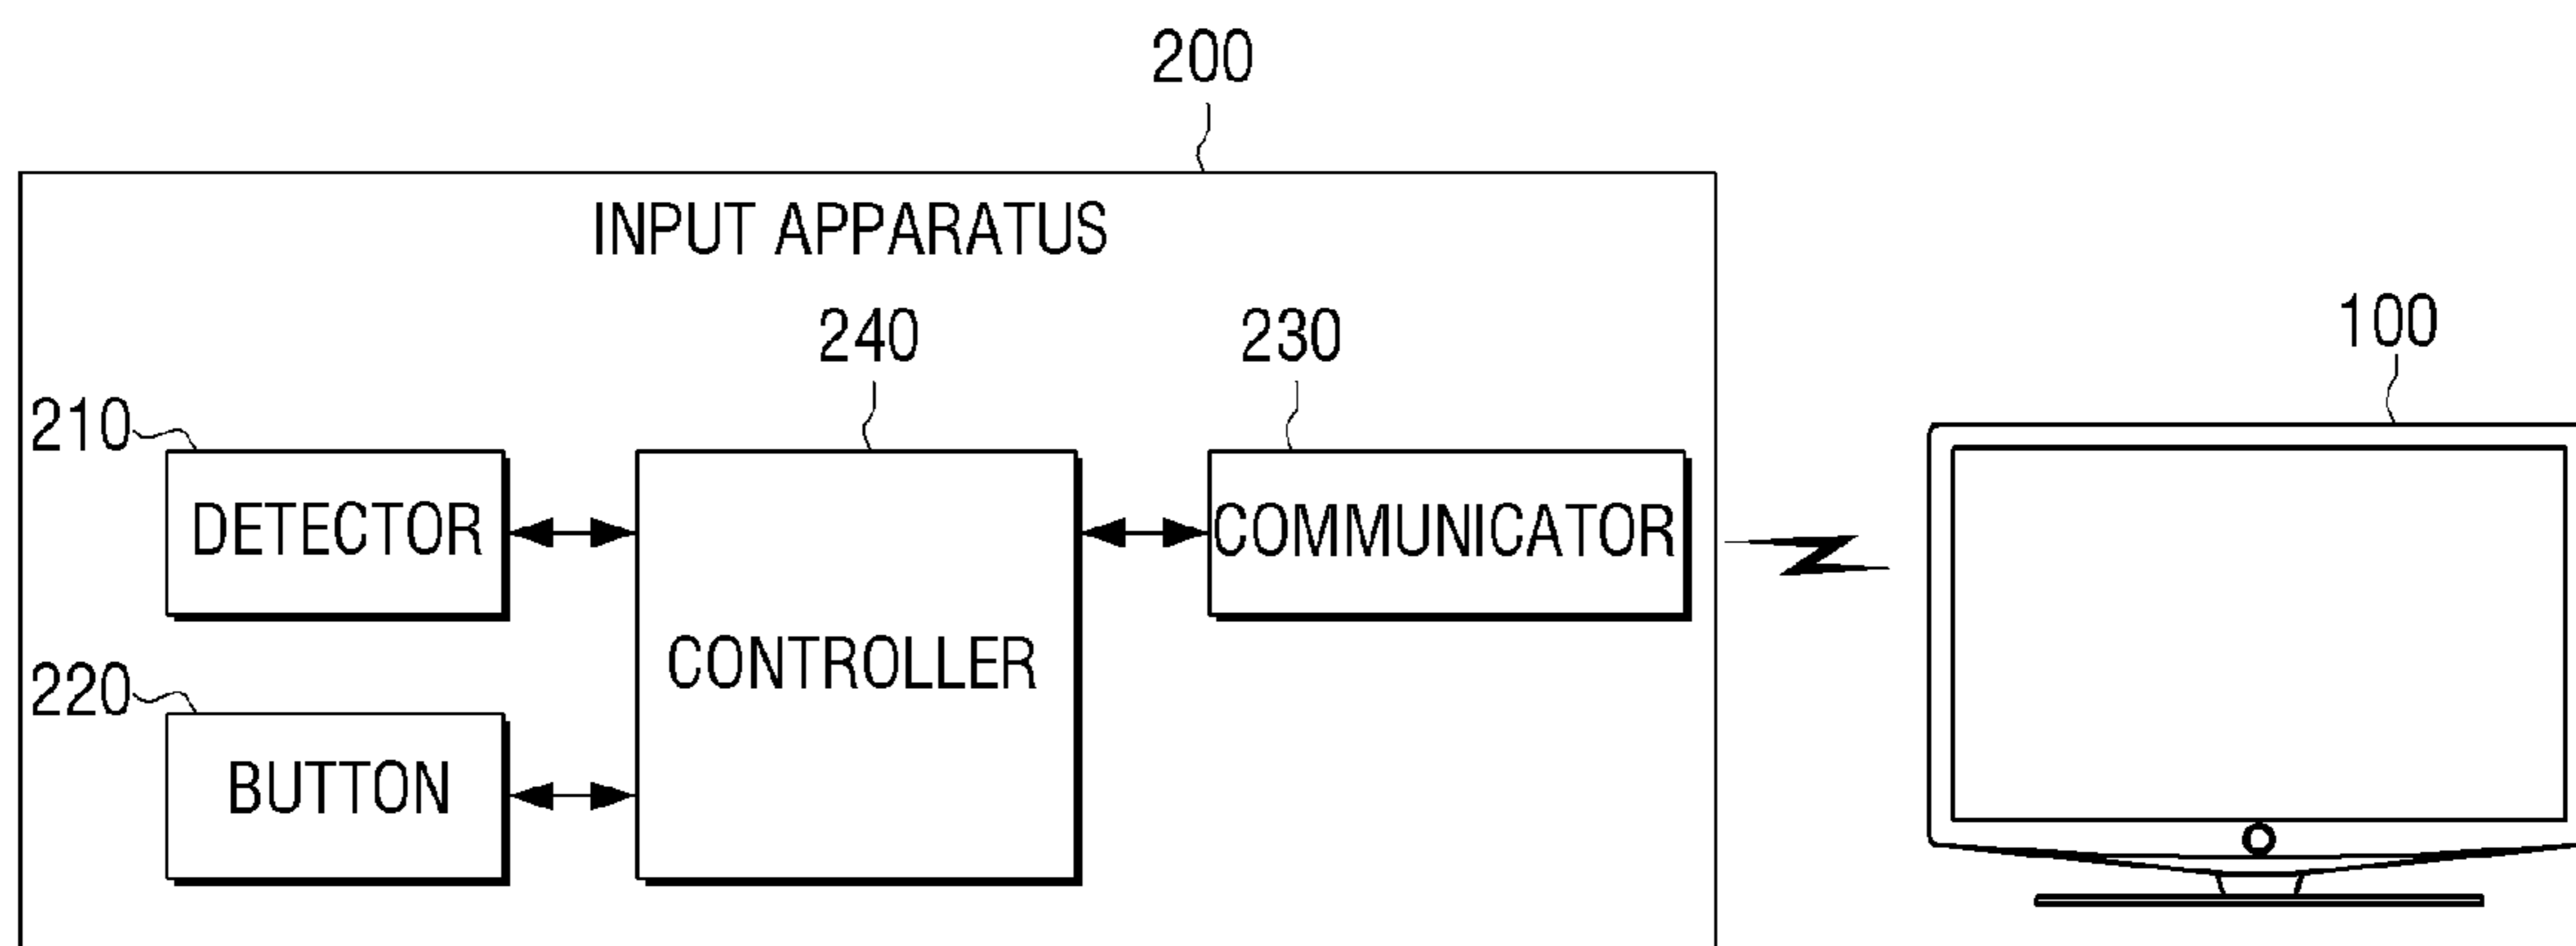 200
INPUT APPARATUS
240
230
100
210
DETECTOR
COMMUNICATOR
CONTROLLER
220
BUTTON